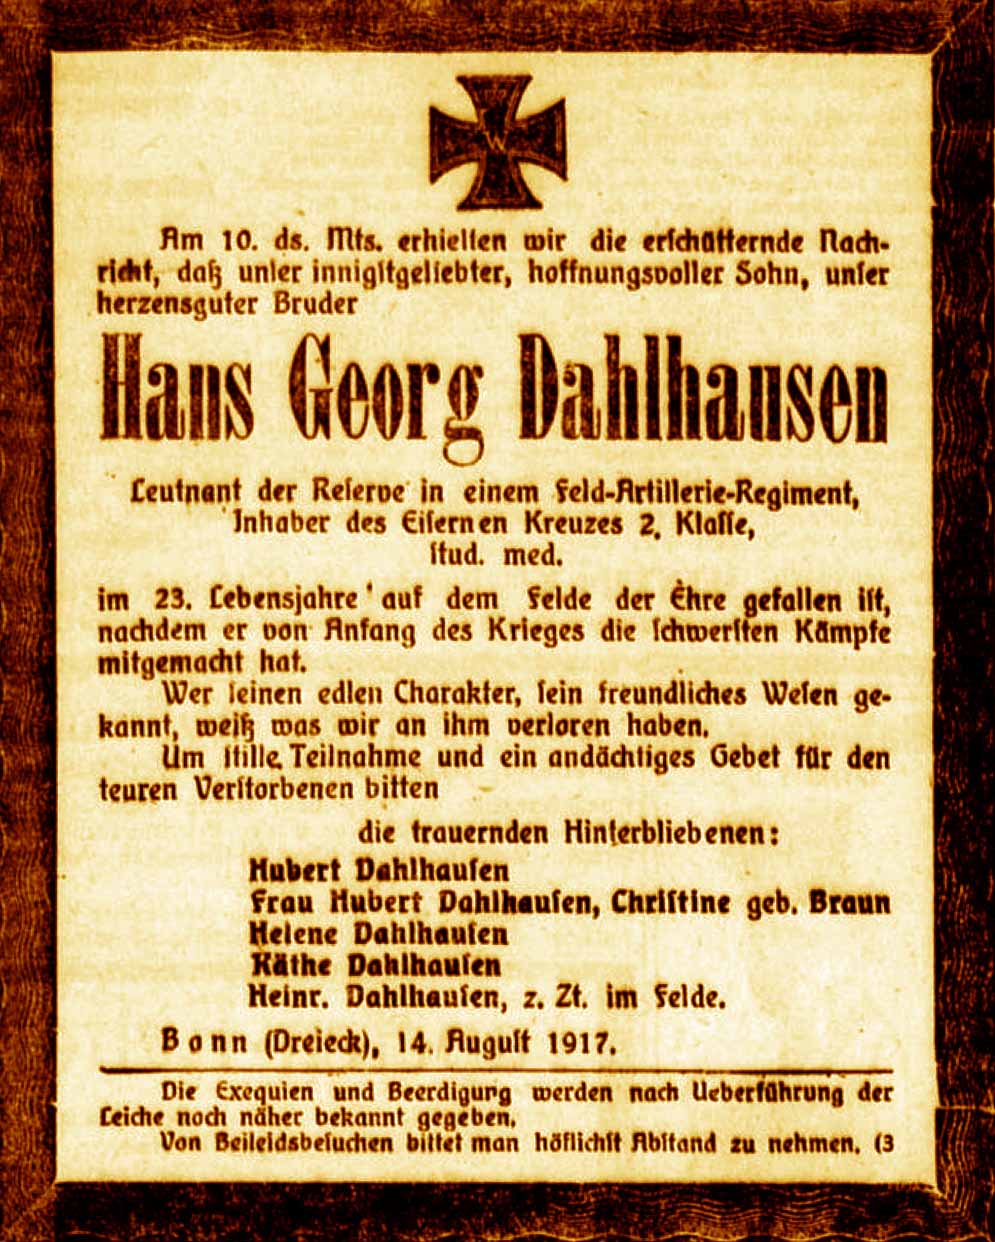 W
Am 10. ds. Mts. erhielten wir die erschütternde Nach-
richt, daß unser innigstgeliebter, hoffnungsvoller Sohn, unser
herzensguter Bruder
Hans Georg Dahlhausen
Leutnant der Reserve in einem Feld-Artillerie-Regiment,
Inhaber des Eisernen Kreuzes 2. Klasse,
stud. med.
im 23. Lebensjahre auf dem Felde der Ehre gefallen ist,
nachdem er von Anfang des Krieges die schwersten Kämpfe
mitgemacht hat.
Wer seinen edlen Charakter, sein freundliches Wesen ge-
kannt, weiß was wir an ihm verloren haben.
Um stille Teilnahme und ein andächtiges Gebet für den
teuren Verstorbenen bitten
die trauernden Hinterbliebenen:
Hubert Dahlhausen
Frau Hubert Dahlhausen, Christine geb. Braun
Helene Dahlhausen
Käthe Dahlhausen
Heinr. Dahlhausen, z. Zt. im Felde.
Bonn (Dreieck), 14. August 1917.
Die Exequien und Beerdigung werden nach Ueberführung der
Leiche noch näher bekannt gegeben.
Von Beileidsbesuchen bittet man höflichst Abstand zu nehmen. (3